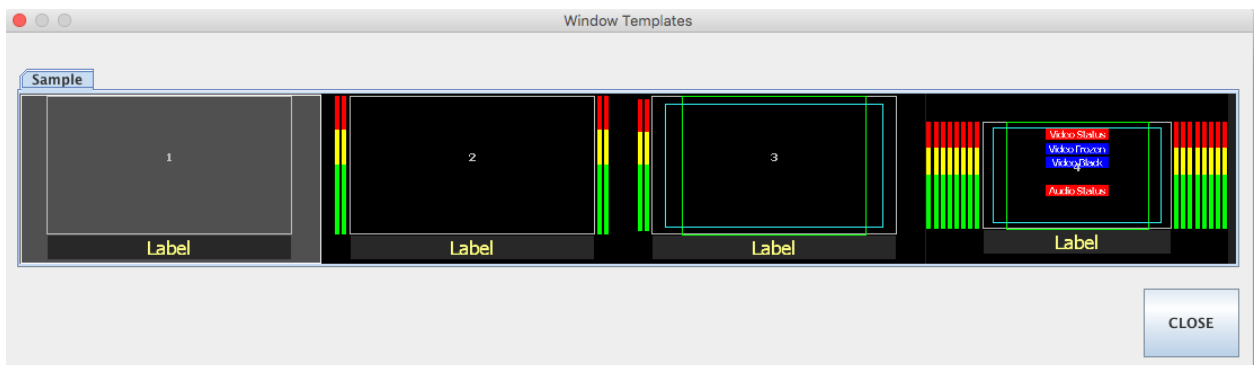 Window Templates
Sample
1
Label
2
Label
3
Label
Video Status
Video Frozen
Video Black
4
Audio Status
Label
CLOSE